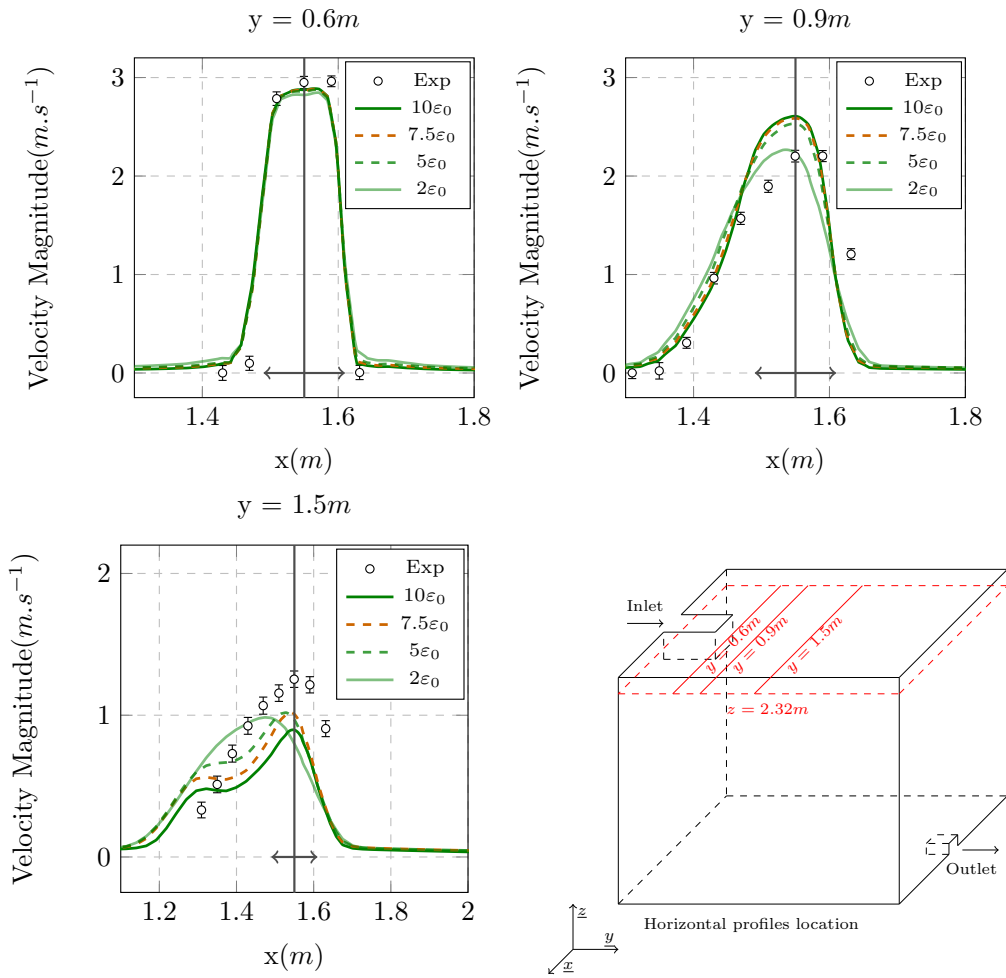 y = 0.6m
Velocity Magnitude(m.s⁻¹)
3
2
1
0
1.4
1.6
1.8
x(m)
Exp
10ε₀
7.5ε₀
5ε₀
2ε₀
y = 0.9m
Velocity Magnitude(m.s⁻¹)
3
2
1
0
1.4
1.6
1.8
x(m)
Exp
10ε₀
7.5ε₀
5ε₀
2ε₀
y = 1.5m
Velocity Magnitude(m.s⁻¹)
2
1
0
1.2
1.4
1.6
1.8
2
x(m)
Exp
10ε₀
7.5ε₀
5ε₀
2ε₀
Inlet
y = 0.6m
y = 0.9m
y = 1.5m
z = 2.32m
Outlet
Horizontal profiles location
z
y
x